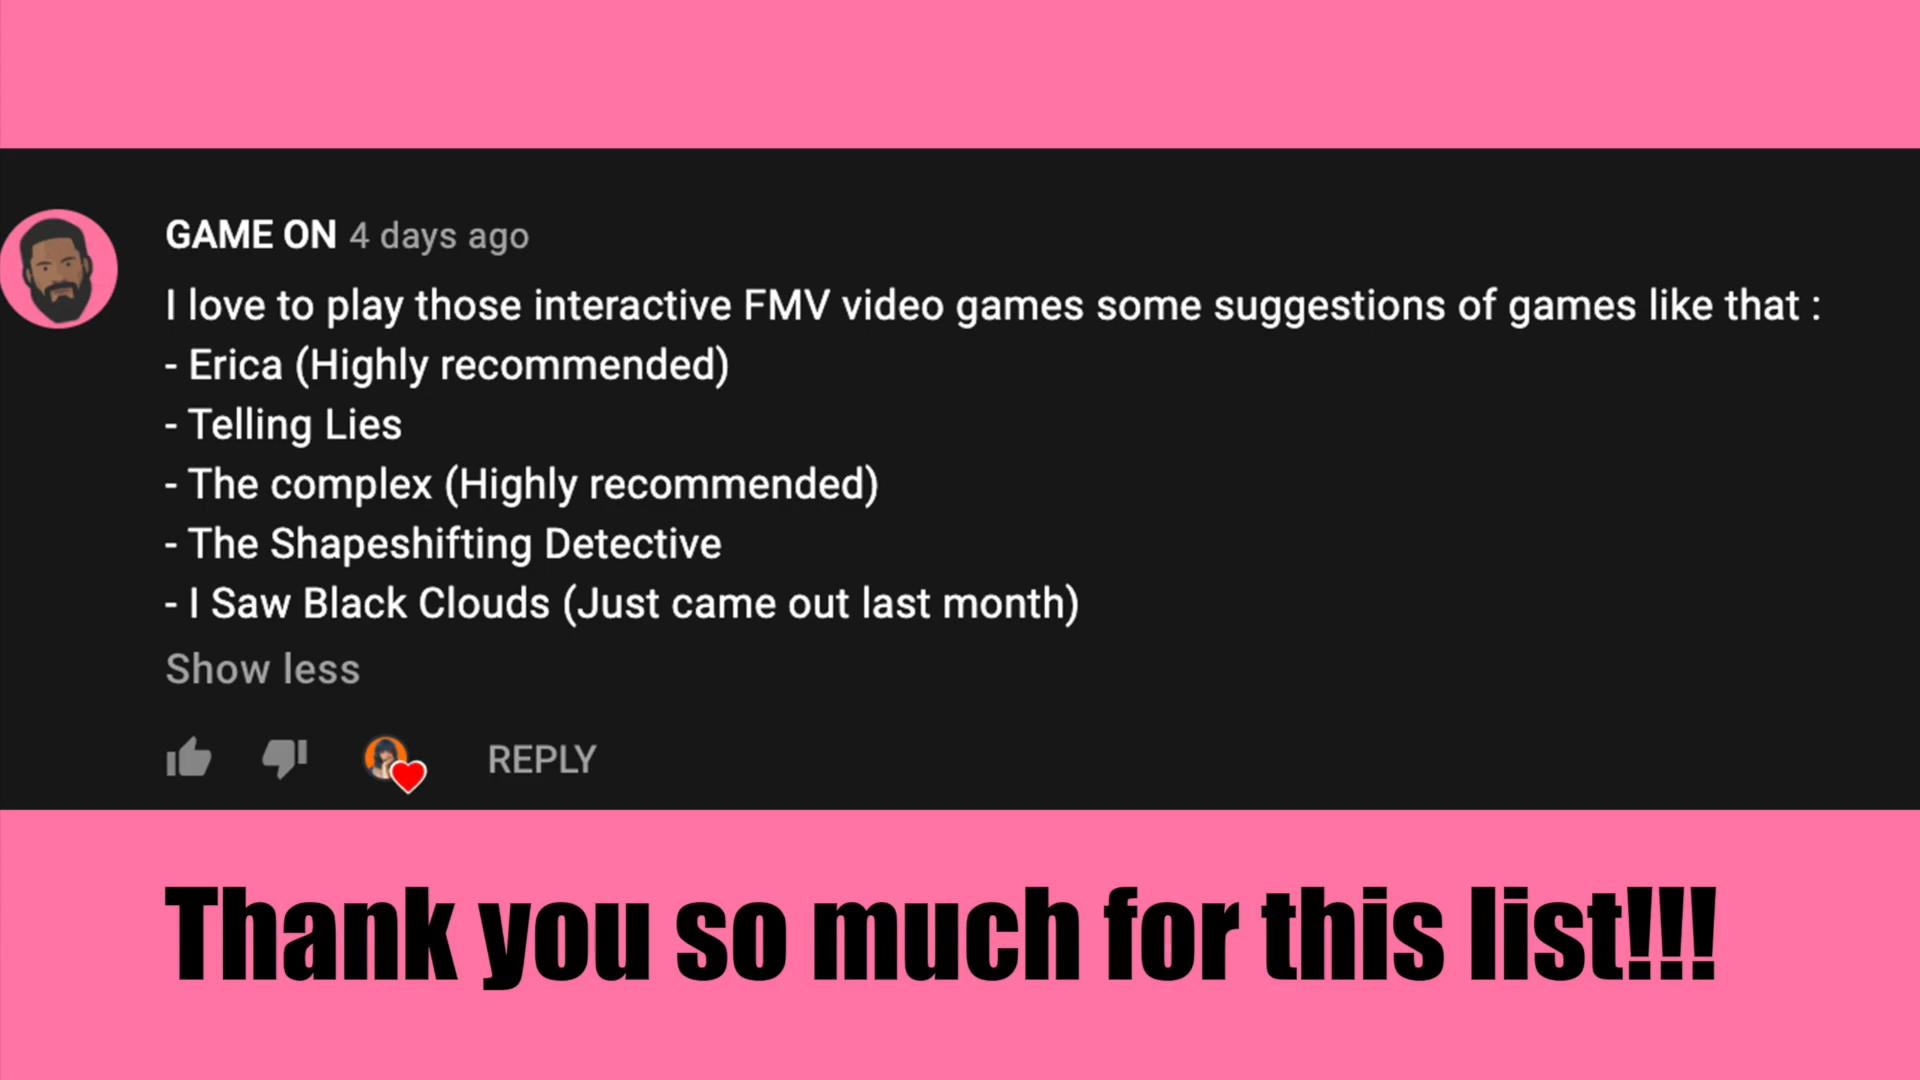 GAME ON 4 days ago
I love to play those interactive FMV video games some suggestions of games like that :
- Erica (Highly recommended)
- Telling Lies
- The complex (Highly recommended)
- The Shapeshifting Detective
- I Saw Black Clouds (Just came out last month)
Show less
REPLY
Thank you so much for this list!!!